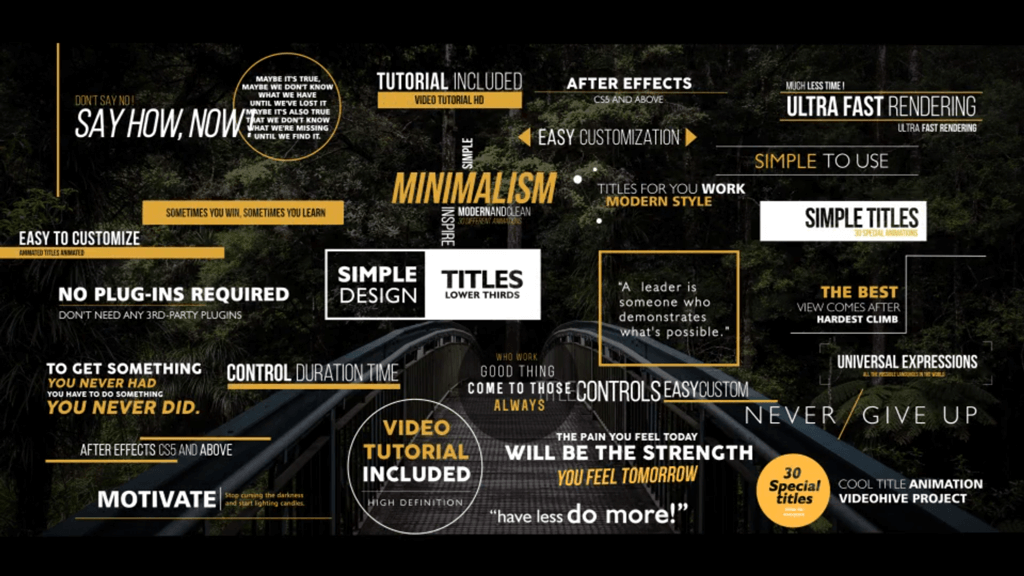 DON'T SAY NO!
SAY HOW, NOW?
MAYBE IT'S TRUE,
MAYBE WE DON'T KNOW
WHAT WE HAVE
UNTIL WE'VE LOST IT
MAYBE IT'S ALSO TRUE
THAT WE DON'T KNOW
WHAT WE'RE MISSING
UNTIL WE FIND IT.
TUTORIAL INCLUDED
VIDEO TUTORIAL HD
AFTER EFFECTS
CS5 AND ABOVE
MUCH LESS TIME !
ULTRA FAST RENDERING
ULTRA FAST RENDERING
EASY CUSTOMIZATION
SIMPLE TO USE
SIMPLE
MINIMALISM
INSPIRE
MODERNANDCLEAN
TITLES FOR YOU WORK
MODERN STYLE
SOMETIMES YOU WIN, SOMETIMES YOU LEARN
SIMPLE TITLES
30 SPECIAL ANIMATIONS
EASY TO CUSTOMIZE
ANIMATED TITLES ANIMATED
SIMPLE
DESIGN
TITLES
LOWER THIRDS
"A leader is
someone who
demonstrates
what's possible."
NO PLUG-INS REQUIRED
DON'T NEED ANY 3RD-PARTY PLUGINS
THE BEST
VIEW COMES AFTER
HARDEST CLIMB
UNIVERSAL EXPRESSIONS
TO GET SOMETHING
YOU NEVER HAD
YOU HAVE TO DO SOMETHING
YOU NEVER DID.
CONTROL DURATION TIME
WHO WORK
GOOD THING
COME TO THOSE
ALWAYS
CONTROLS EASYCUSTOM
NEVER / GIVE UP
AFTER EFFECTS CS5 AND ABOVE
VIDEO
TUTORIAL
INCLUDED
HIGH DEFINITION
THE PAIN YOU FEEL TODAY
WILL BE THE STRENGTH
YOU FEEL TOMORROW
30
Special
titles
COOL TITLE ANIMATION
VIDEOHIVE PROJECT
MOTIVATE
Stop cursing the darkness
and start lighting candles.
"have less do more!"